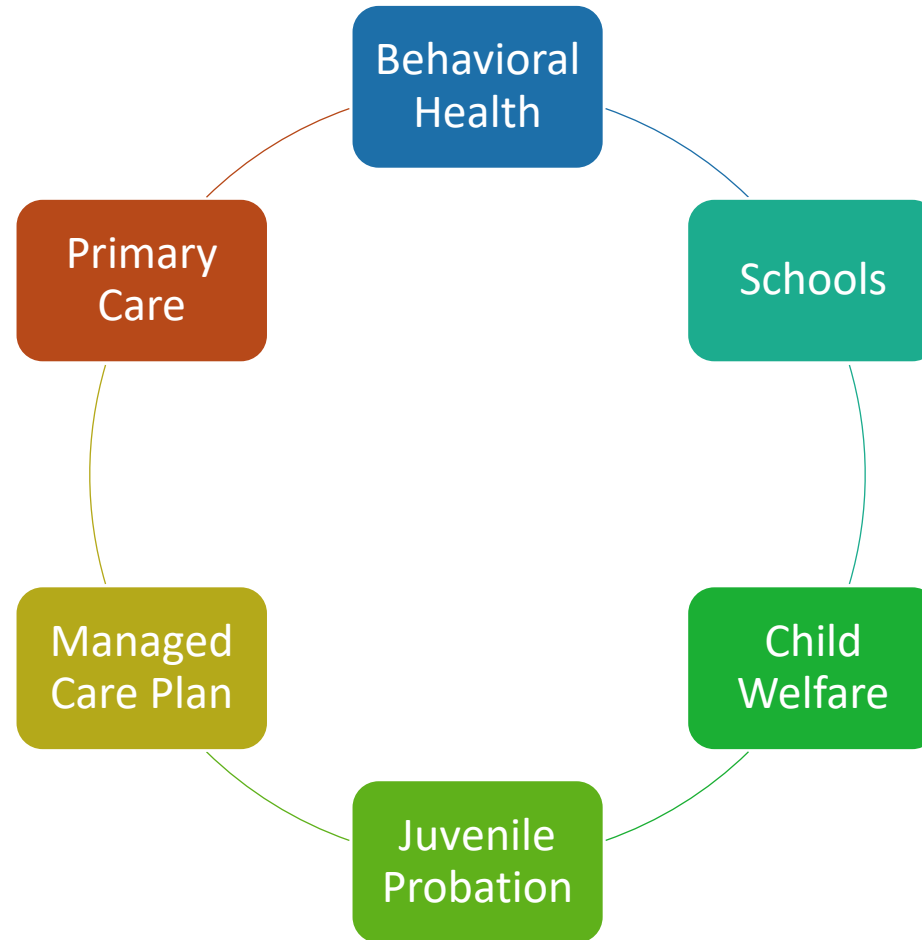 Behavioral
Health
Schools
Child
Welfare
Juvenile
Probation
Managed
Care Plan
Primary
Care